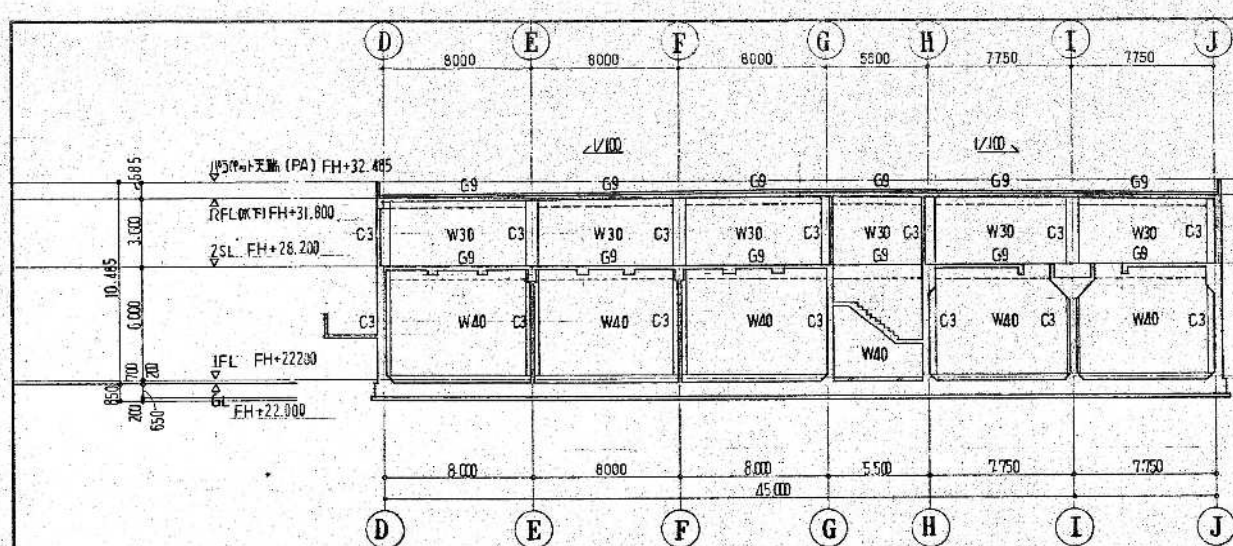 D E F G H I J
8000 8000 8000 5500 7750 7750
1/100 1/100
パラペット天端 (PA) FH+32.485
G9 G9 G9 G9 G9 G9
685
RFL(水下)FH+31.800
3.600
C3 W30 C3 W30 C3 W30 C3 W30 C3 W30 C3 W30 C3
2SL FH+28.200
G9 G9 G9 G9 G9 G9
10.485
6.000
C3 W40 C3 W40 C3 W40 C3 W40 C3 W40 C3 W40 C3
1FL FH+22200
700
850
200
650
GL
FH+22.000
8.000 8000 8.000 5.500 7.750 7.750
45.000
D E F G H I J